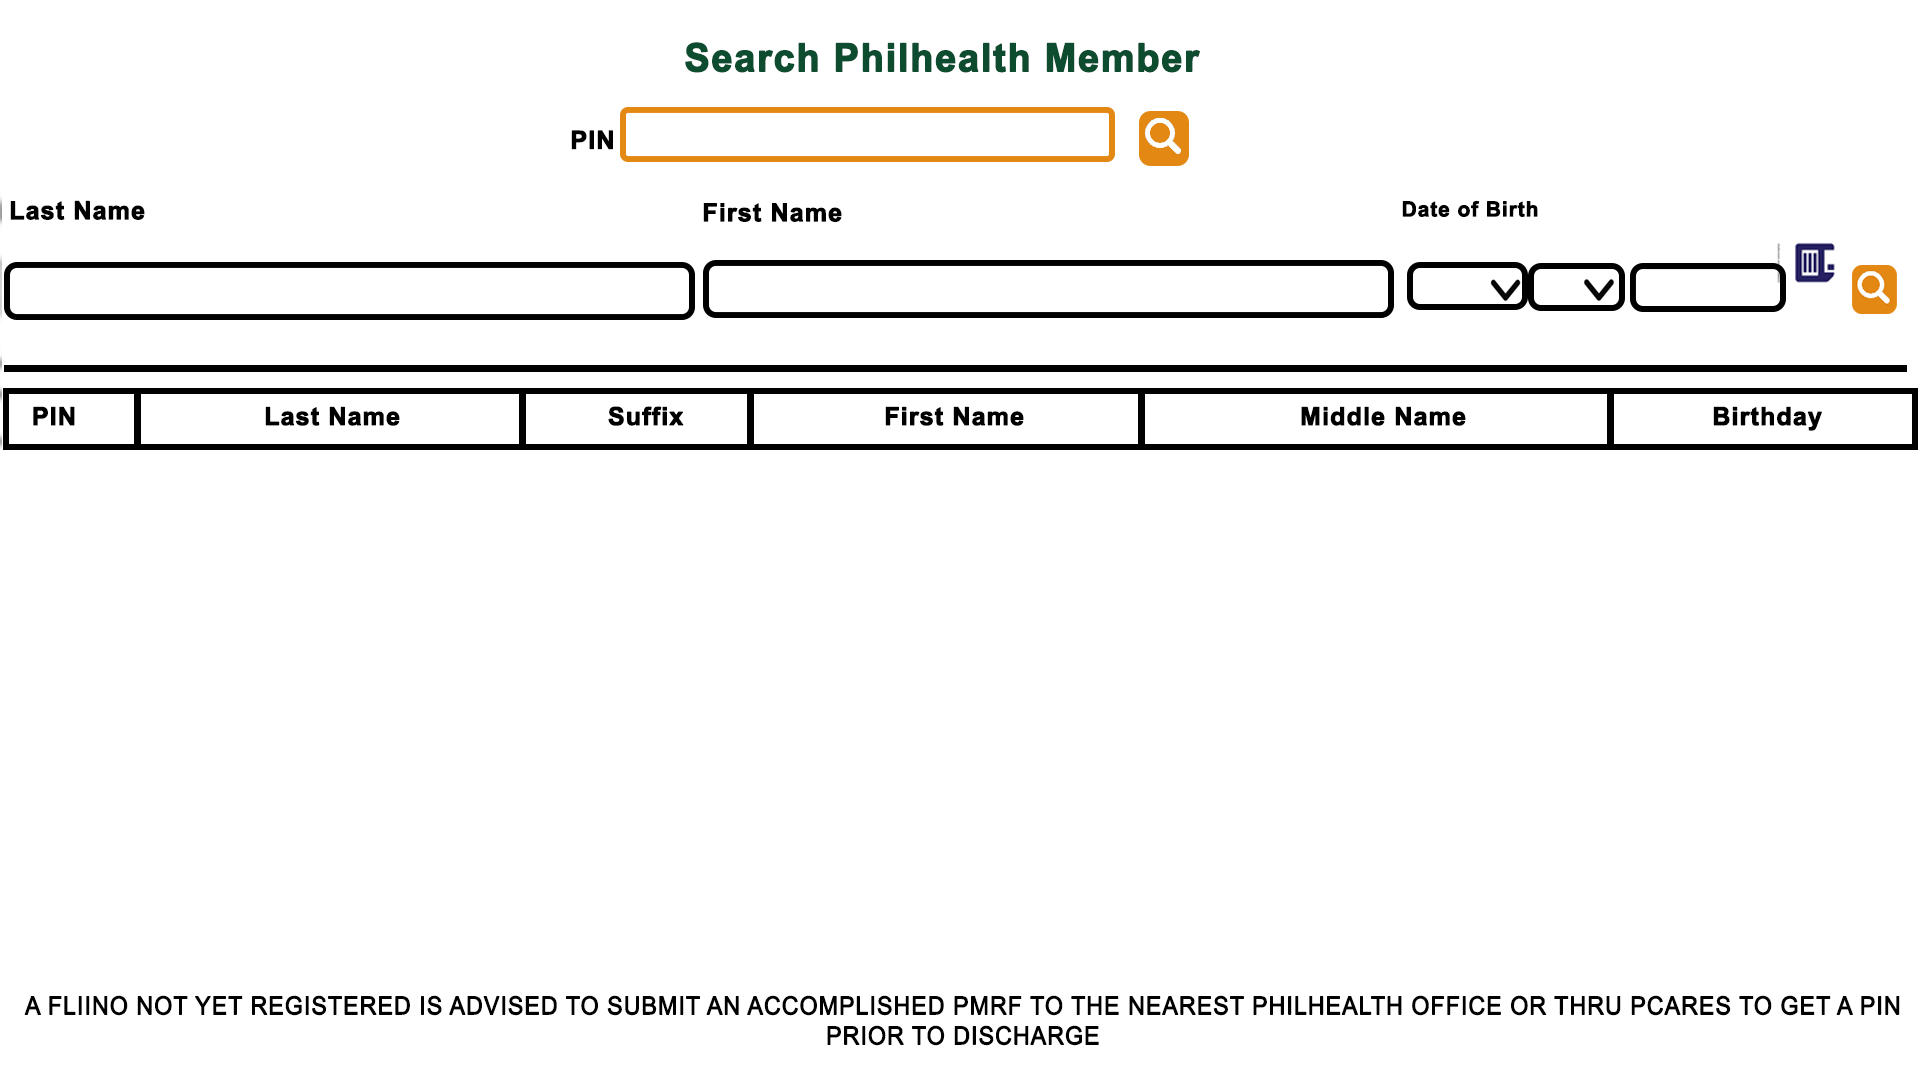 Search Philhealth Member
PIN
Last Name
First Name
Date of Birth
PIN
Last Name
Suffix
First Name
Middle Name
Birthday
A FLIINO NOT YET REGISTERED IS ADVISED TO SUBMIT AN ACCOMPLISHED PMRF TO THE NEAREST PHILHEALTH OFFICE OR THRU PCARES TO GET A PIN
PRIOR TO DISCHARGE